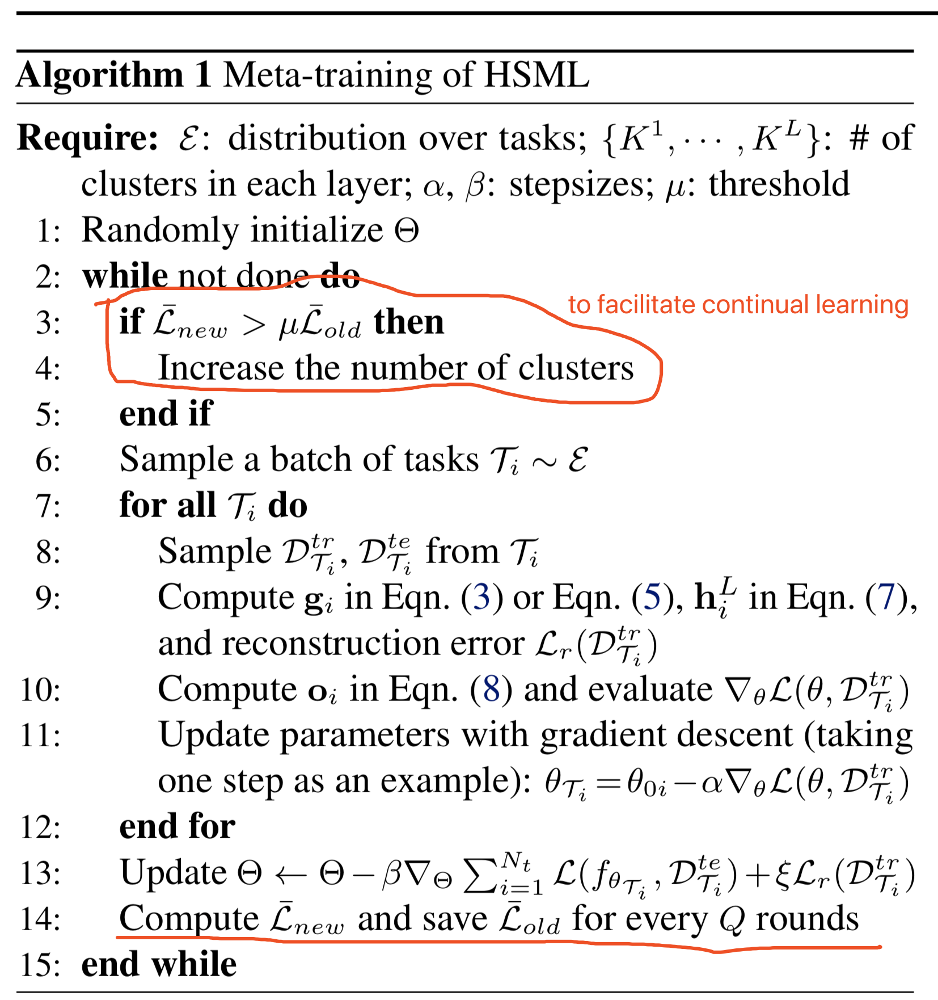 Algorithm 1 Meta-training of HSML
Require: ℰ: distribution over tasks; {K¹, ⋯ , Kᴸ}: # of
clusters in each layer; α, β: stepsizes; μ: threshold
1: Randomly initialize Θ
2: while not done do
to facilitate continual learning
3: if $\bar{\mathcal{L}}_{new} > \mu\bar{\mathcal{L}}_{old}$ then
4: Increase the number of clusters
5: end if
6: Sample a batch of tasks $\mathcal{T}_i \sim \mathcal{E}$
7: for all $\mathcal{T}_i$ do
8: Sample $\mathcal{D}^{tr}_{\mathcal{T}_i}$, $\mathcal{D}^{te}_{\mathcal{T}_i}$ from $\mathcal{T}_i$
9: Compute $\mathbf{g}_i$ in Eqn. (3) or Eqn. (5), $\mathbf{h}^L_i$ in Eqn. (7),
and reconstruction error $\mathcal{L}_r(\mathcal{D}^{tr}_{\mathcal{T}_i})$
10: Compute $\mathbf{o}_i$ in Eqn. (8) and evaluate $\nabla_\theta \mathcal{L}(\theta, \mathcal{D}^{tr}_{\mathcal{T}_i})$
11: Update parameters with gradient descent (taking
one step as an example): $\theta_{\mathcal{T}_i} = \theta_{0i} - \alpha\nabla_\theta \mathcal{L}(\theta, \mathcal{D}^{tr}_{\mathcal{T}_i})$
12: end for
13: Update $\Theta \leftarrow \Theta - \beta\nabla_\Theta \sum_{i=1}^{N_t} \mathcal{L}(f_{\theta_{\mathcal{T}_i}}, \mathcal{D}^{te}_{\mathcal{T}_i}) + \xi\mathcal{L}_r(\mathcal{D}^{tr}_{\mathcal{T}_i})$
14: Compute $\bar{\mathcal{L}}_{new}$ and save $\bar{\mathcal{L}}_{old}$ for every $Q$ rounds
15: end while